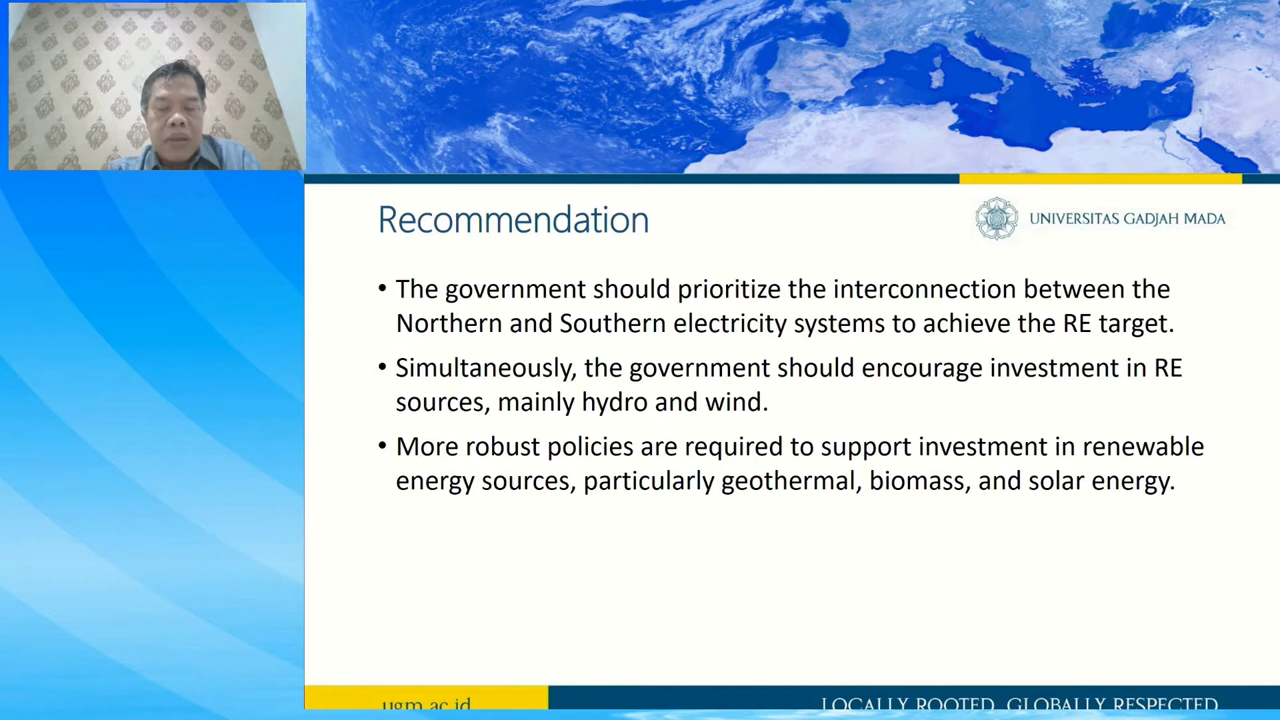 Recommendation
UNIVERSITAS GADJAH MADA
• The government should prioritize the interconnection between the
Northern and Southern electricity systems to achieve the RE target.
• Simultaneously, the government should encourage investment in RE
sources, mainly hydro and wind.
• More robust policies are required to support investment in renewable
energy sources, particularly geothermal, biomass, and solar energy.
ugm.ac.id
LOCALLY ROOTED, GLOBALLY RESPECTED